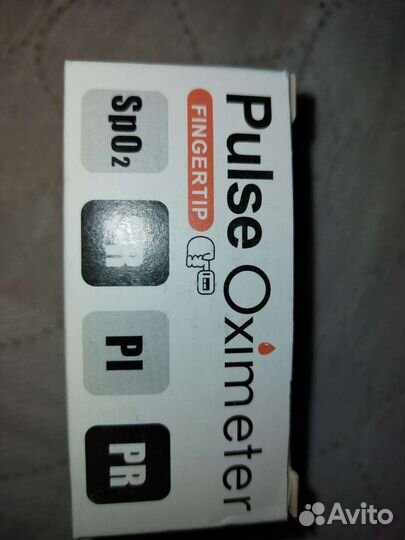 Pulse Oximeter
FINGERTIP
SpO2
PI
PR
Avito